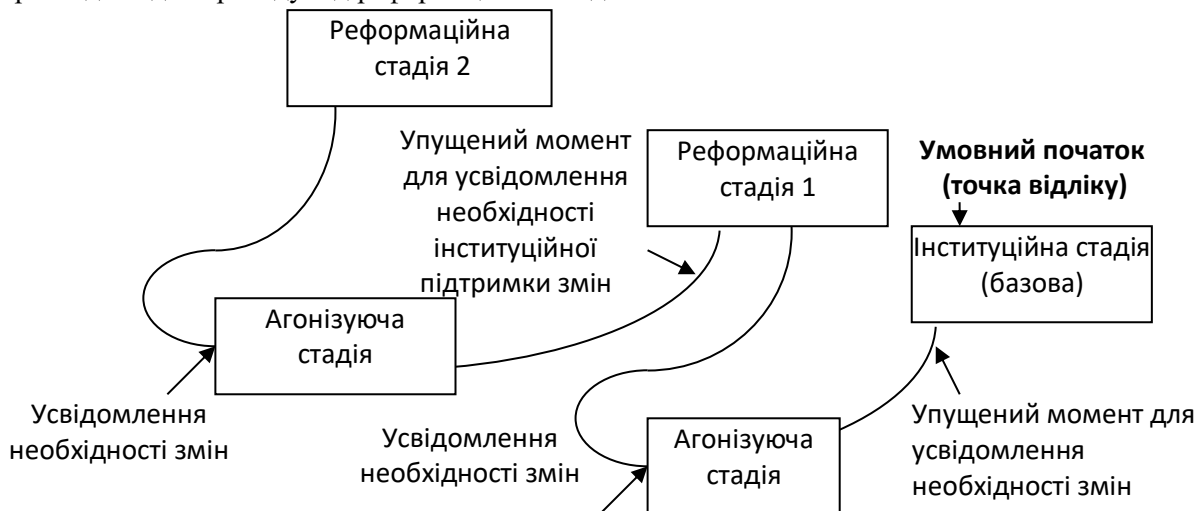 Реформаційна
стадія 2
Упущений момент
для усвідомлення
необхідності
інституційної
підтримки змін
Реформаційна
стадія 1
Умовний початок
(точка відліку)
Інституційна стадія
(базова)
Агонізуюча
стадія
Усвідомлення
необхідності змін
Усвідомлення
необхідності змін
Агонізуюча
стадія
Упущений момент для
усвідомлення
необхідності змін